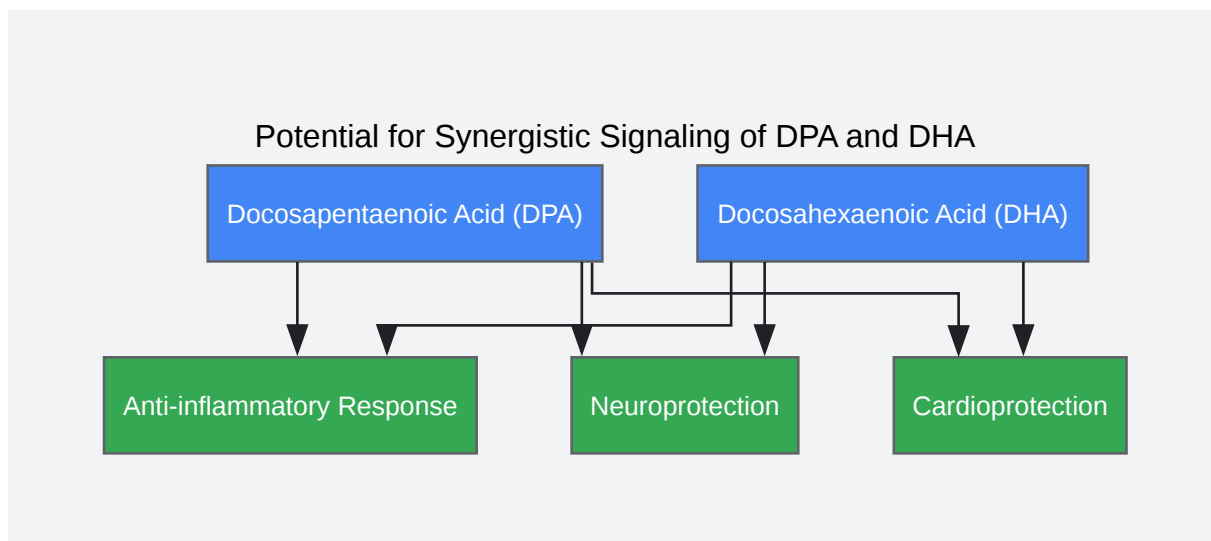 Potential for Synergistic Signaling of DPA and DHA
Docosapentaenoic Acid (DPA)
Docosahexaenoic Acid (DHA)
Anti-inflammatory Response
Neuroprotection
Cardioprotection